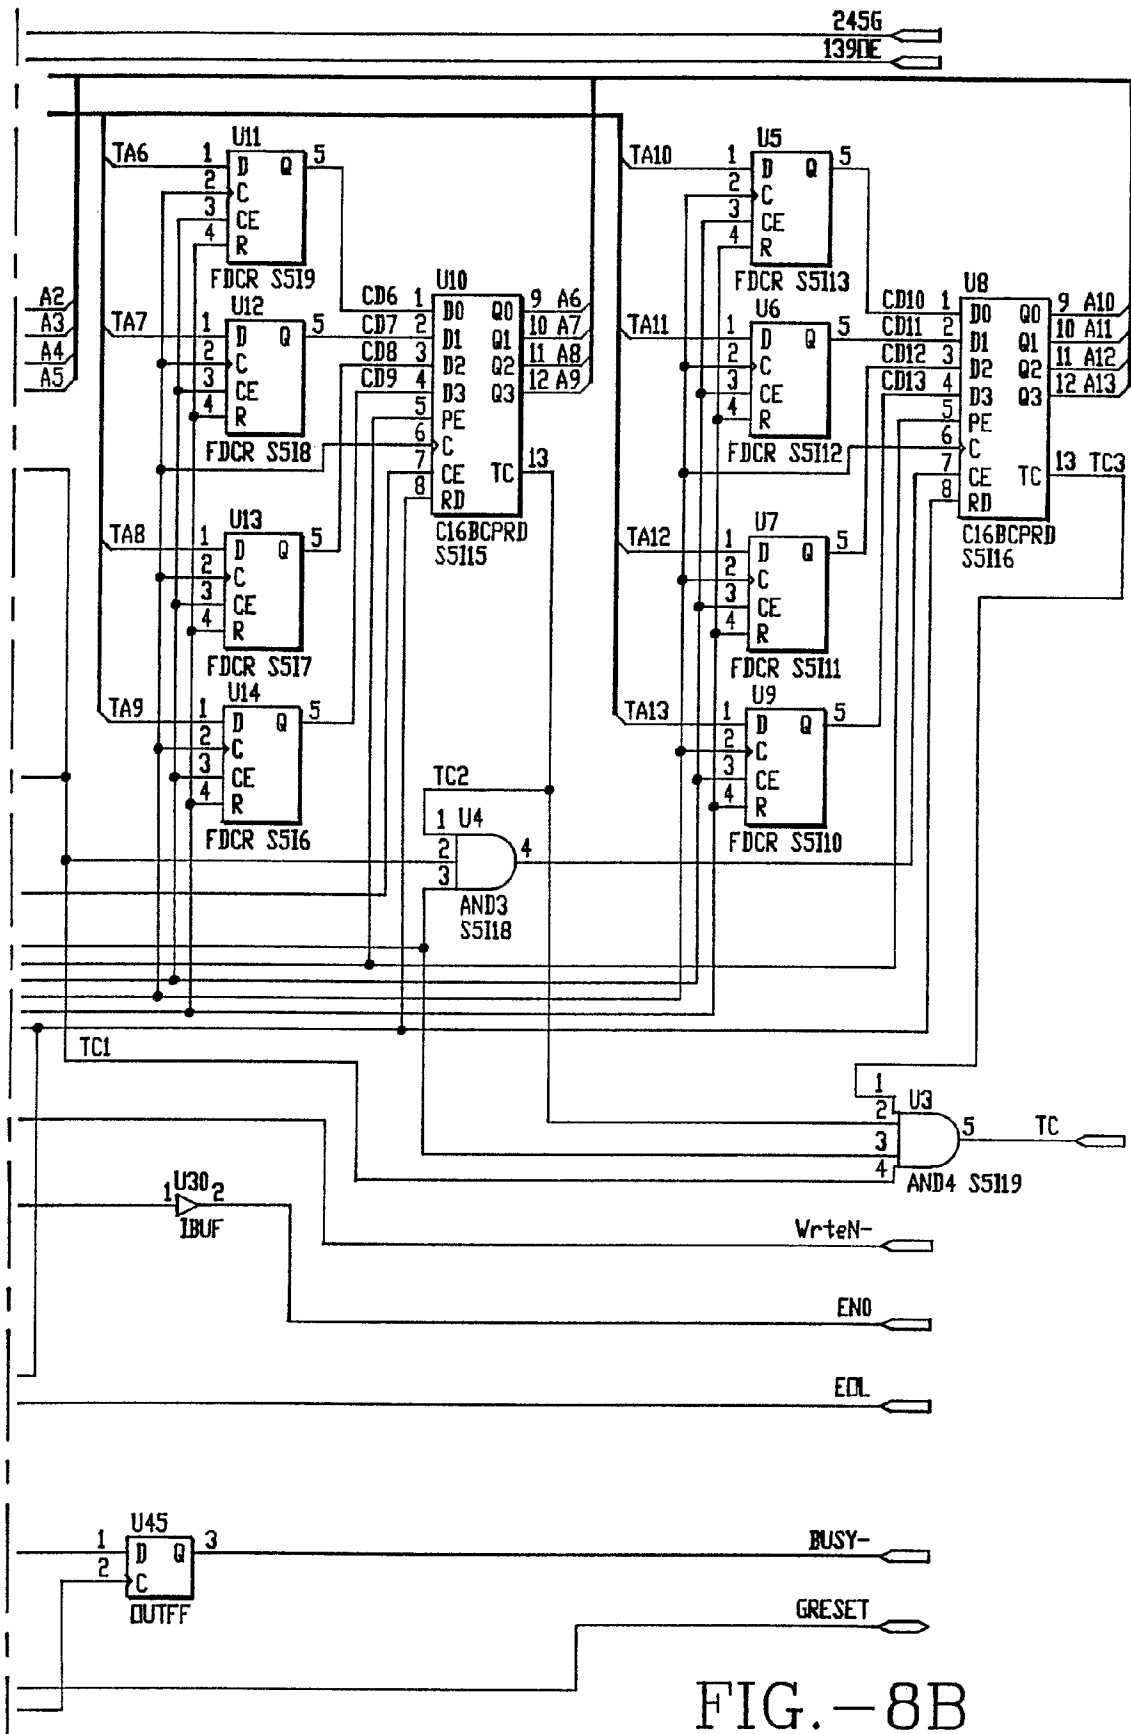 245G
139OE
U11
TA6 1 D Q 5
2 C
3 CE
4 R
FDCR S5I9
U5
TA10 1 D Q 5
2 C
3 CE
4 R
FDCR S5I13
A2
A3
A4
A5
U12
TA7 1 D Q 5
2 C
3 CE
4 R
FDCR S5I8
U10
CD6 1 D0 Q0 9 A6
CD7 2 D1 Q1 10 A7
CD8 3 D2 Q2 11 A8
CD9 4 D3 Q3 12 A9
5 PE
6 C
7 CE TC 13
8 RD
C16BCPRD
S5I15
U6
TA11 1 D Q 5
2 C
3 CE
4 R
FDCR S5I12
U8
CD10 1 D0 Q0 9 A10
CD11 2 D1 Q1 10 A11
CD12 3 D2 Q2 11 A12
CD13 4 D3 Q3 12 A13
5 PE
6 C
7 CE TC 13 TC3
8 RD
C16BCPRD
S5I16
U13
TA8 1 D Q 5
2 C
3 CE
4 R
FDCR S5I7
U7
TA12 1 D Q 5
2 C
3 CE
4 R
FDCR S5I11
U14
TA9 1 D Q 5
2 C
3 CE
4 R
FDCR S5I6
U9
TA13 1 D Q 5
2 C
3 CE
4 R
FDCR S5I10
TC2
1 U4
2 4
3
AND3
S5I18
TC1
1 U3
2 5 TC
3
4
AND4 S5I19
U30
1 2
IBUF
WrteN-
EN0
EOL
U45
1 D Q 3
2 C
OUTFF
BUSY-
GRESET
FIG.-8B